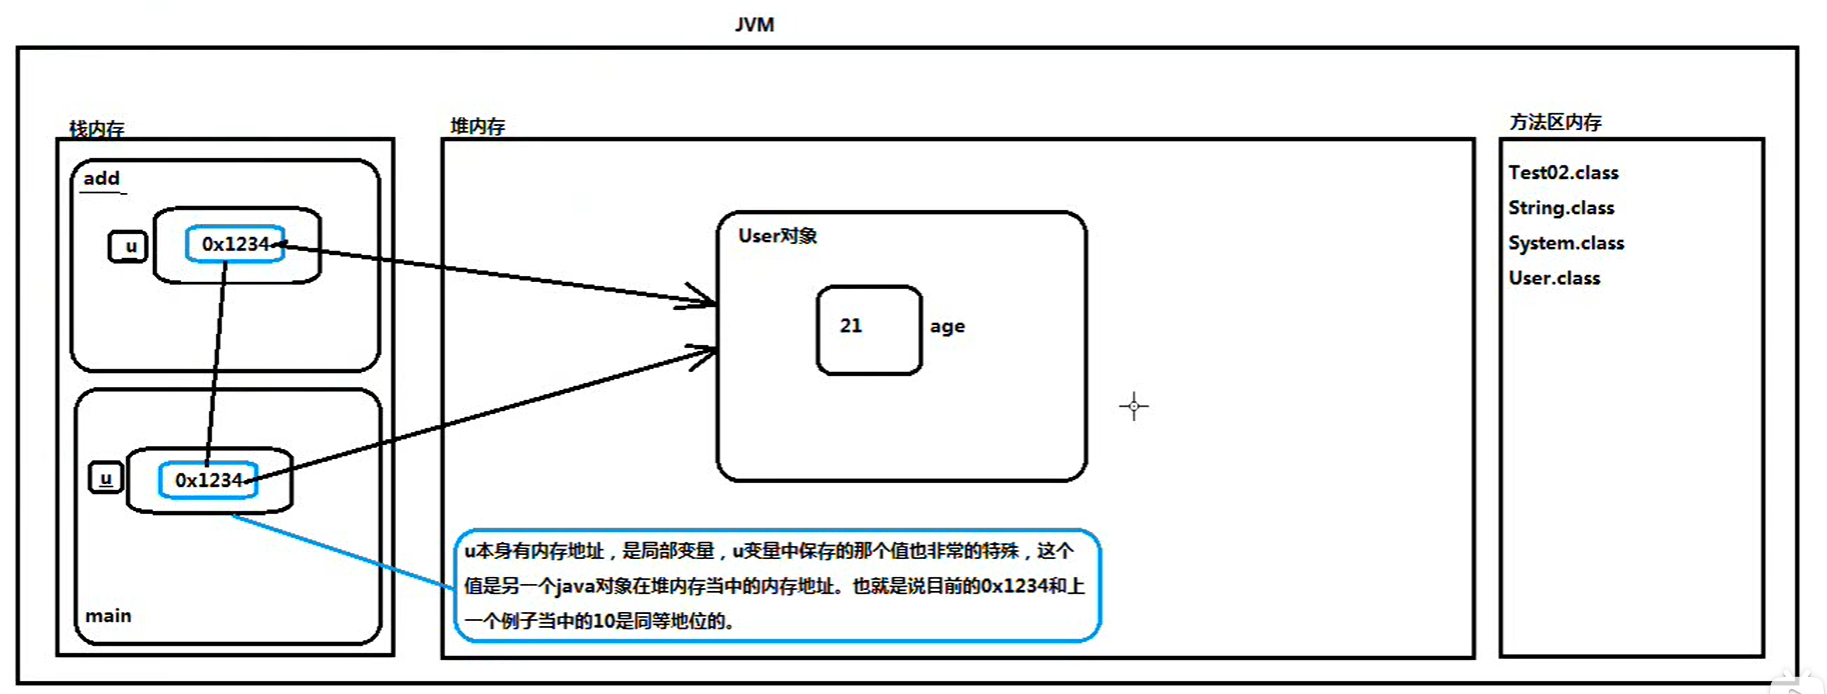 JVM
栈内存
add
u
0x1234
u
0x1234
main
堆内存
User对象
21
age
u本身有内存地址，是局部变量，u变量中保存的那个值也非常的特殊，这个
值是另一个java对象在堆内存当中的内存地址。也就是说目前的0x1234和上
一个例子当中的10是同等地位的。
方法区内存
Test02.class
String.class
System.class
User.class